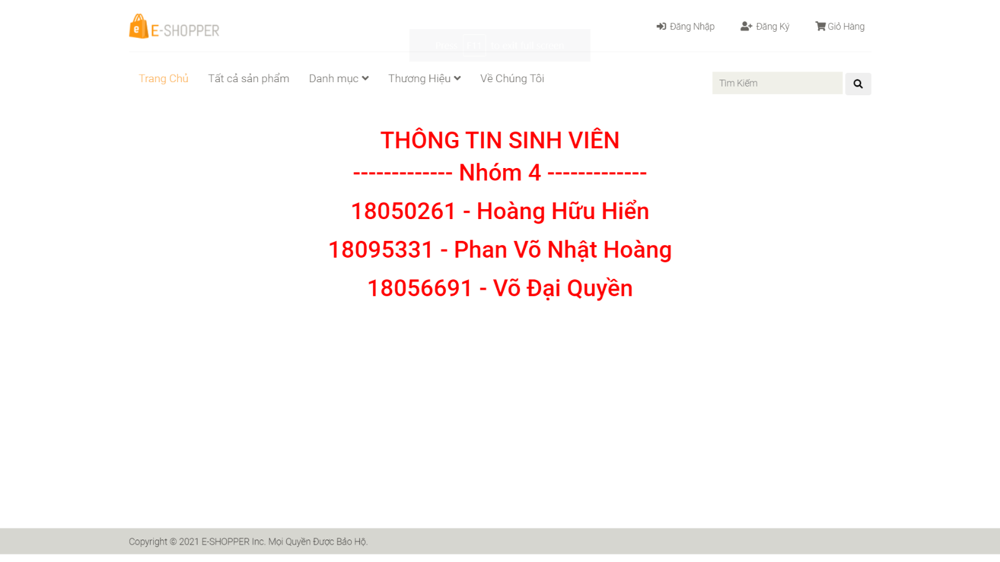 E-SHOPPER
Đăng Nhập Đăng Ký Giỏ Hàng
Press F11 to exit full screen
Trang Chủ Tất cả sản phẩm Danh mục Thương Hiệu Về Chúng Tôi Tìm Kiếm
THÔNG TIN SINH VIÊN
------------- Nhóm 4 -------------
18050261 - Hoàng Hữu Hiển
18095331 - Phan Võ Nhật Hoàng
18056691 - Võ Đại Quyền
Copyright © 2021 E-SHOPPER Inc. Mọi Quyền Được Bảo Hộ.